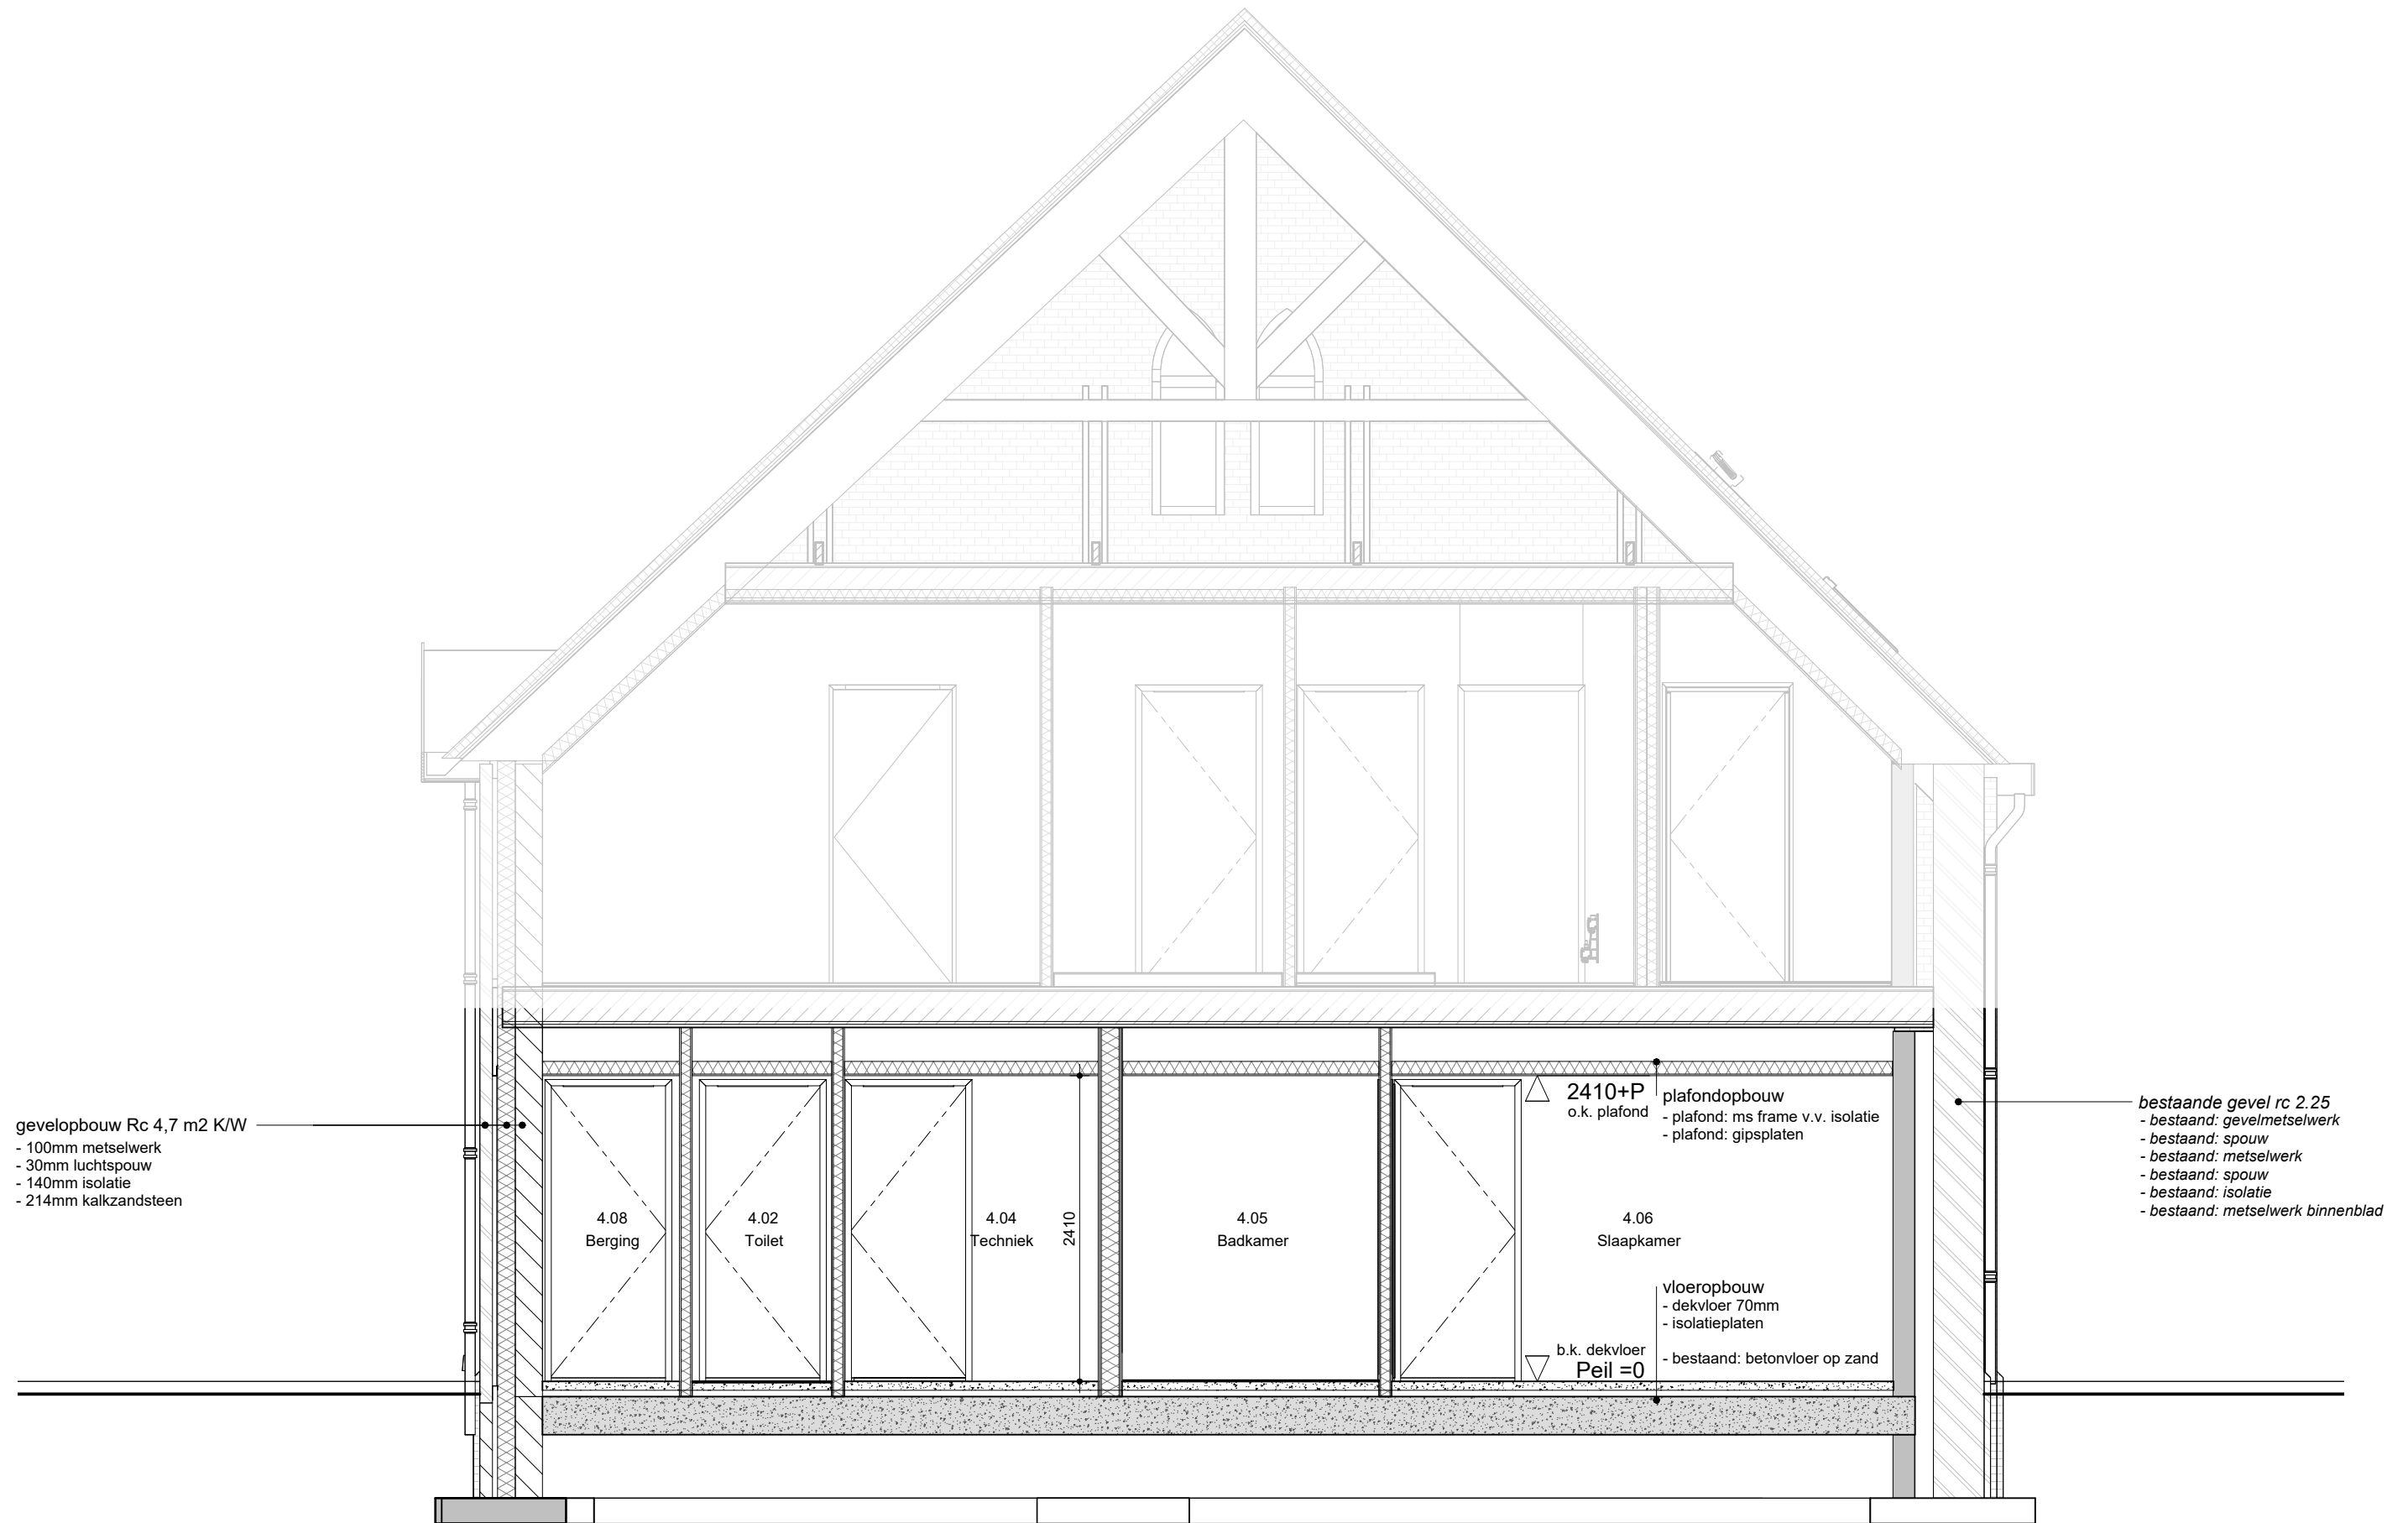 2410+P
o.k. plafond
plafondopbouw
- plafond: ms frame v.v. isolatie
- plafond: gipsplaten
gevelopbouw Rc 4,7 m2 K/W
- 100mm metselwerk
- 30mm luchtspouw
- 140mm isolatie
- 214mm kalkzandsteen
bestaande gevel rc 2.25
- bestaand: gevelmetselwerk
- bestaand: spouw
- bestaand: metselwerk
- bestaand: spouw
- bestaand: isolatie
- bestaand: metselwerk binnenblad
4.08
Berging
4.02
Toilet
4.04
Techniek
2410
4.05
Badkamer
4.06
Slaapkamer
vloeropbouw
- dekvloer 70mm
- isolatieplaten
- bestaand: betonvloer op zand
b.k. dekvloer
Peil =0